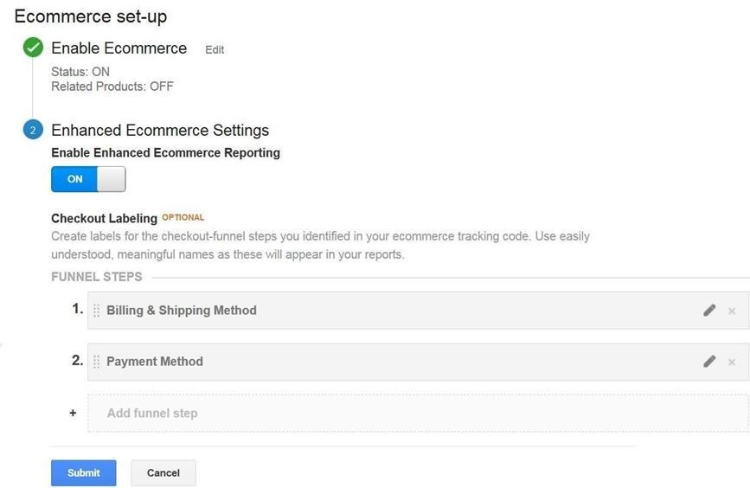 Ecommerce set-up
Enable Ecommerce Edit
Status: ON
Related Products: OFF
2 Enhanced Ecommerce Settings
Enable Enhanced Ecommerce Reporting
ON
Checkout Labeling OPTIONAL
Create labels for the checkout-funnel steps you identified in your ecommerce tracking code. Use easily
understood, meaningful names as these will appear in your reports.
FUNNEL STEPS
1. Billing & Shipping Method
2. Payment Method
+ Add funnel step
Submit Cancel